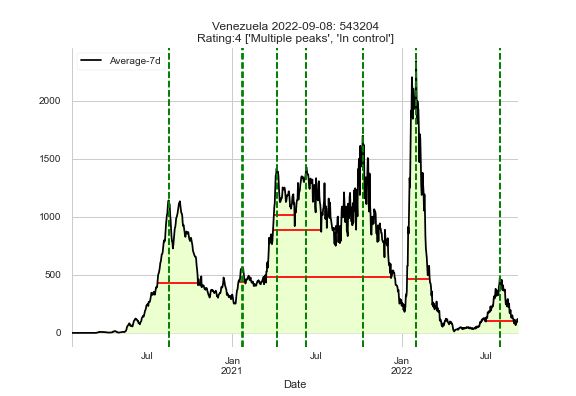 Venezuela 2022-09-08: 543204
Rating:4 ['Multiple peaks', 'In control']
Average-7d
2000
1500
1000
500
0
Jul
Jan
2021
Jul
Jan
2022
Jul
Date